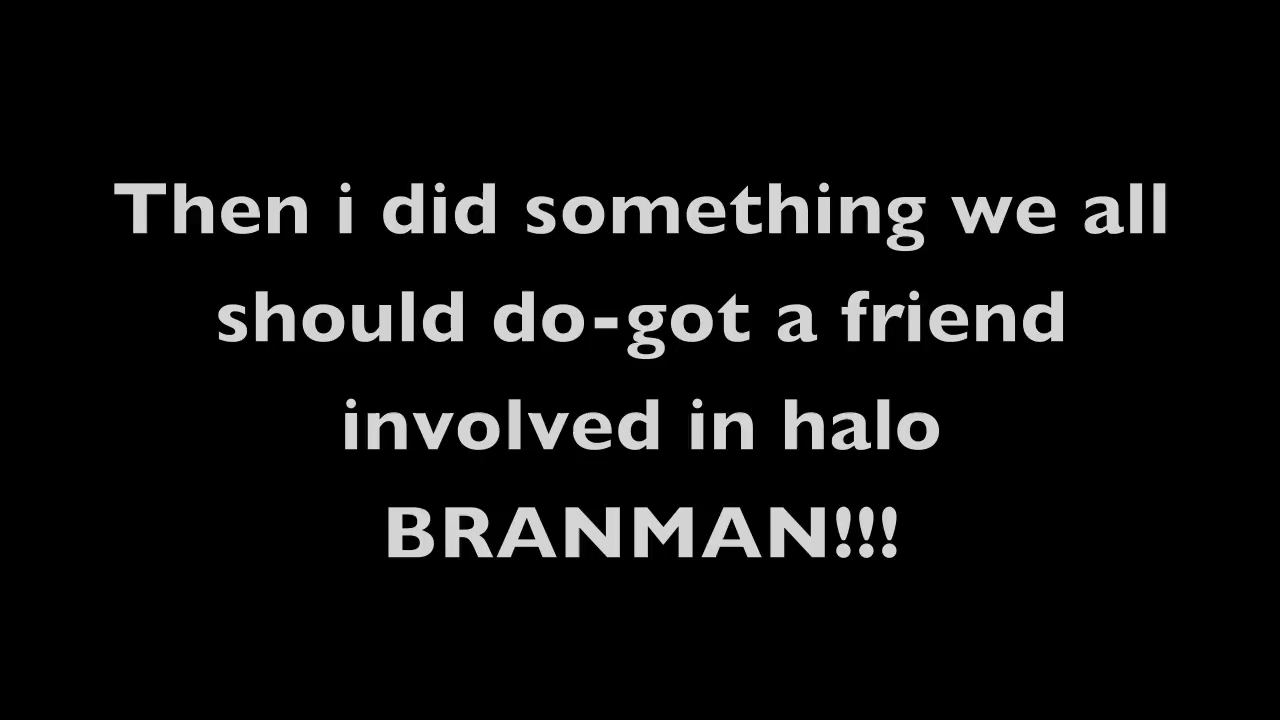 Then i did something we all
should do-got a friend
involved in halo
BRANMAN!!!